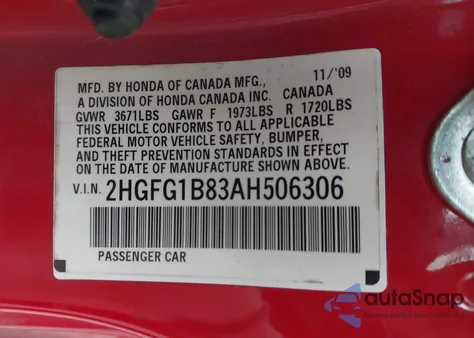 MFD. BY HONDA OF CANADA MFG., 11/'09
A DIVISION OF HONDA CANADA INC. CANADA
GVWR 3671LBS GAWR F 1973LBS R 1720LBS
THIS VEHICLE CONFORMS TO ALL APPLICABLE
FEDERAL MOTOR VEHICLE SAFETY, BUMPER,
AND THEFT PREVENTION STANDARDS IN EFFECT
ON THE DATE OF MANUFACTURE SHOWN ABOVE.
V.I.N. 2HGFG1B83AH506306
PASSENGER CAR
autoSnap